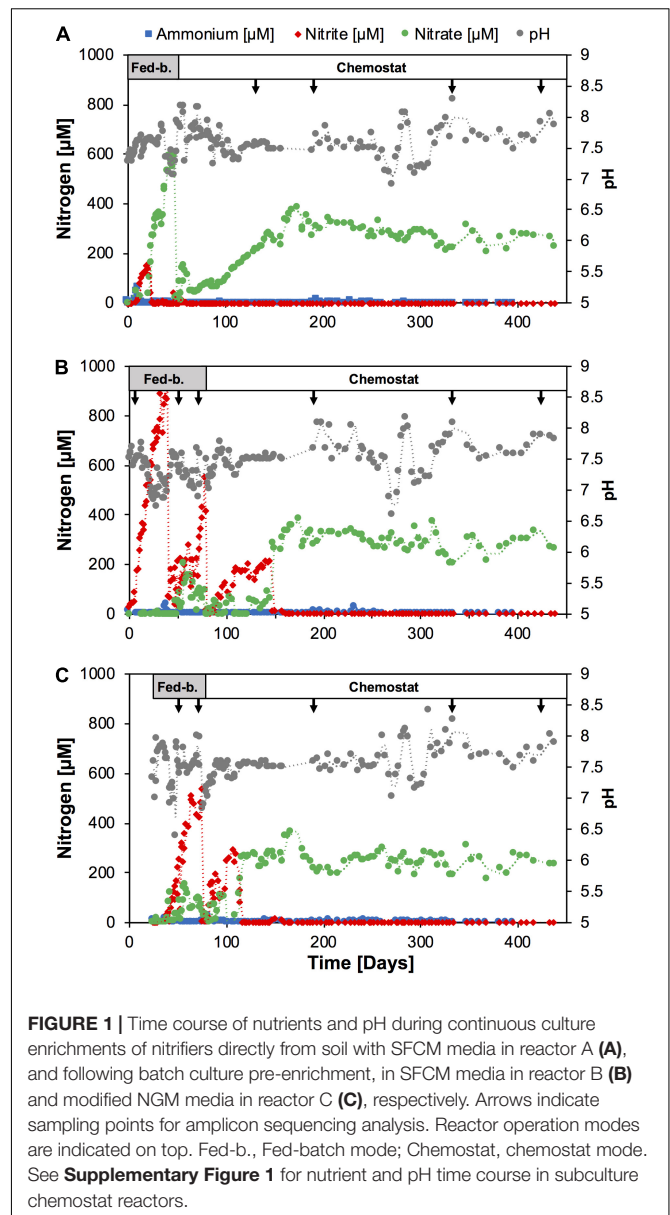 A
Ammonium [µM] Nitrite [µM] Nitrate [µM] pH
1000
800
600
400
200
0
Nitrogen [µM]
Fed-b.
Chemostat
9
8.5
8
7.5
7
6.5
6
5.5
5
pH
0 100 200 300 400
B
1000
800
600
400
200
0
Nitrogen [µM]
Fed-b.
Chemostat
9
8.5
8
7.5
7
6.5
6
5.5
5
pH
0 100 200 300 400
C
1000
800
600
400
200
0
Nitrogen [µM]
Fed-b.
Chemostat
9
8.5
8
7.5
7
6.5
6
5.5
5
pH
0 100 200 300 400
Time [Days]
FIGURE 1 | Time course of nutrients and pH during continuous culture
enrichments of nitrifiers directly from soil with SFCM media in reactor A (A),
and following batch culture pre-enrichment, in SFCM media in reactor B (B)
and modified NGM media in reactor C (C), respectively. Arrows indicate
sampling points for amplicon sequencing analysis. Reactor operation modes
are indicated on top. Fed-b., Fed-batch mode; Chemostat, chemostat mode.
See Supplementary Figure 1 for nutrient and pH time course in subculture
chemostat reactors.